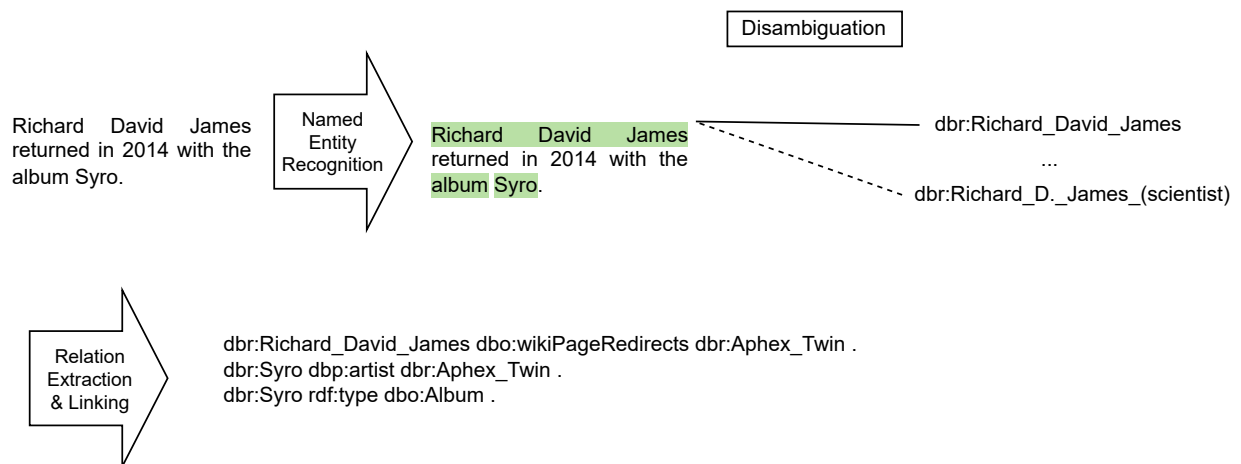 Disambiguation
Richard David James
returned in 2014 with the
album Syro.
Named
Entity
Recognition
Richard David James
returned in 2014 with the
album Syro.
dbr:Richard_David_James
...
dbr:Richard_D._James_(scientist)
Relation
Extraction
& Linking
dbr:Richard_David_James dbo:wikiPageRedirects dbr:Aphex_Twin .
dbr:Syro dbp:artist dbr:Aphex_Twin .
dbr:Syro rdf:type dbo:Album .